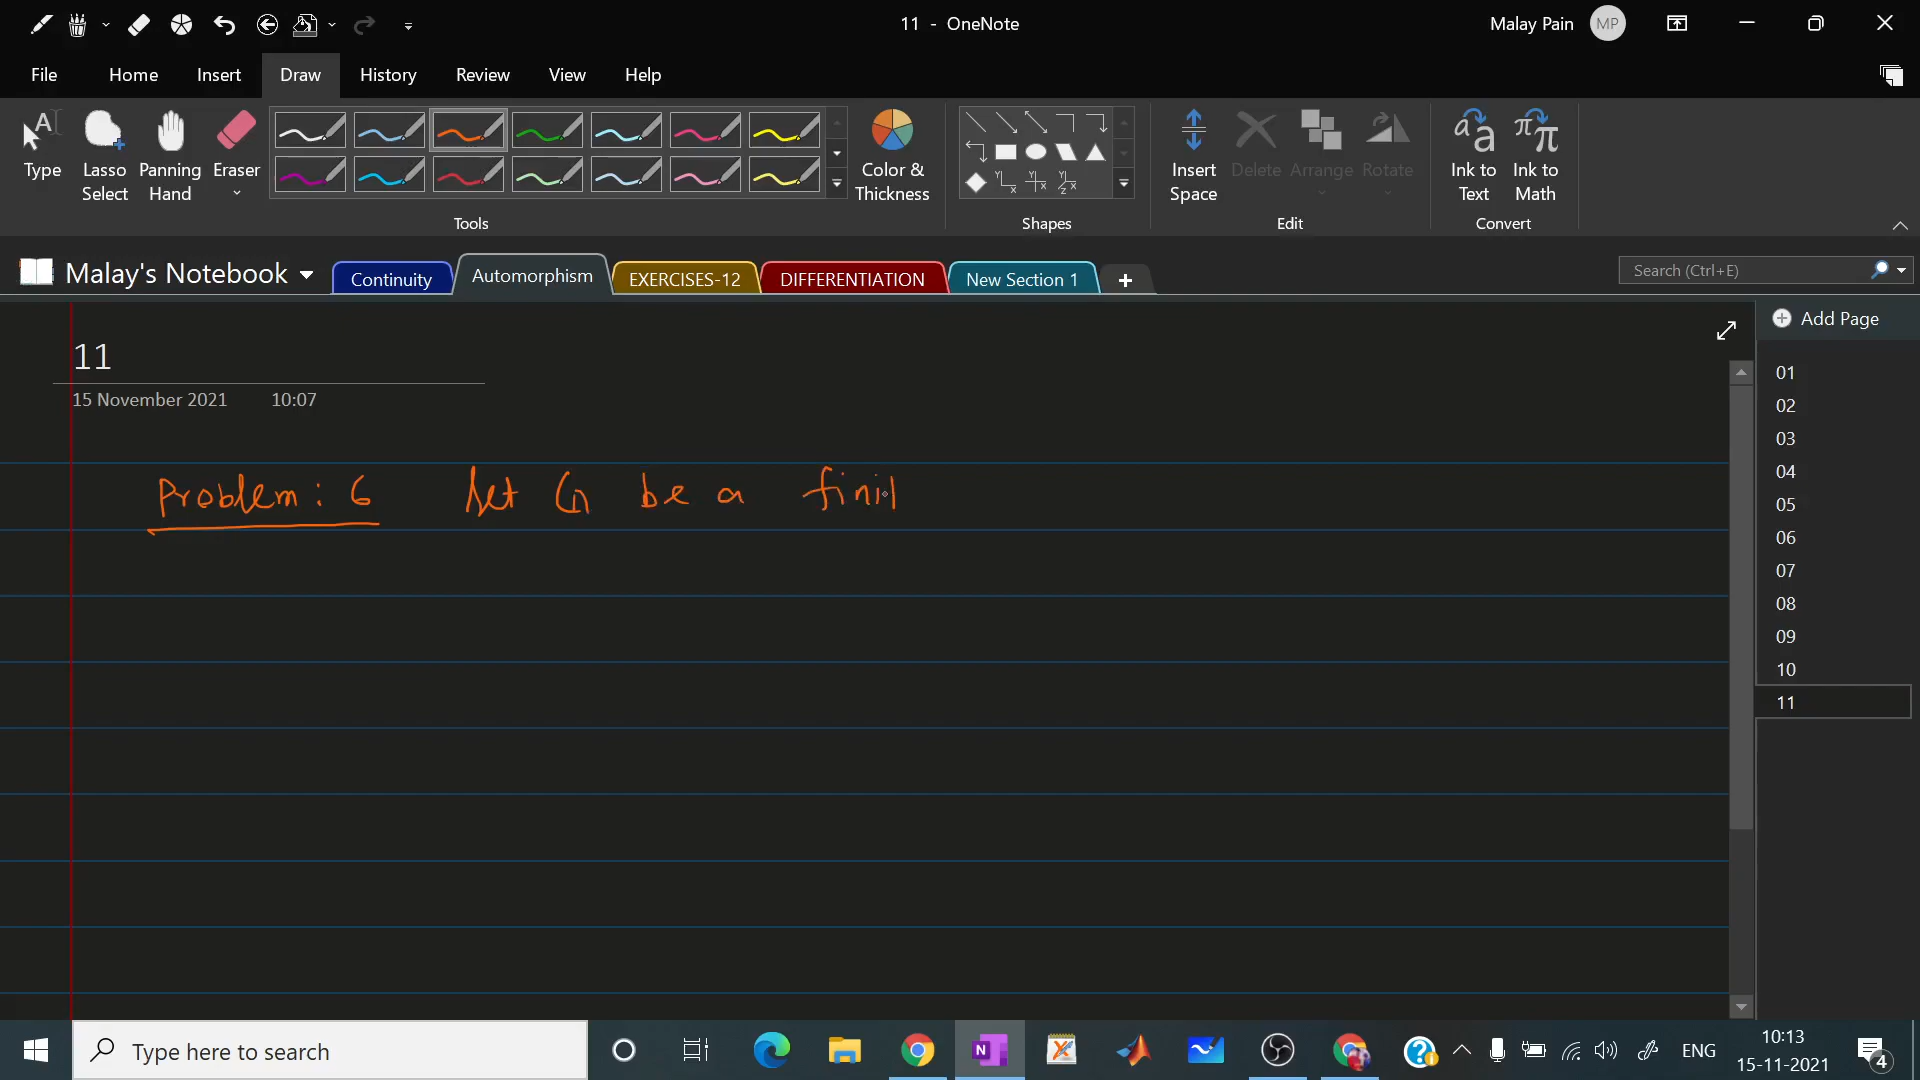 11 - OneNote
Malay Pain MP
File Home Insert Draw History Review View Help
Type
Lasso Select
Panning Hand
Eraser
Color & Thickness
Insert Space
Delete Arrange Rotate
Ink to Text
Ink to Math
Tools Shapes Edit Convert
Malay's Notebook Continuity Automorphism EXERCISES-12 DIFFERENTIATION New Section 1 +
Search (Ctrl+E)
Add Page
11
15 November 2021 10:07
Problem: 6 Let G be a finit
01
02
03
04
05
06
07
08
09
10
11
Type here to search
ENG
10:13
15-11-2021
4